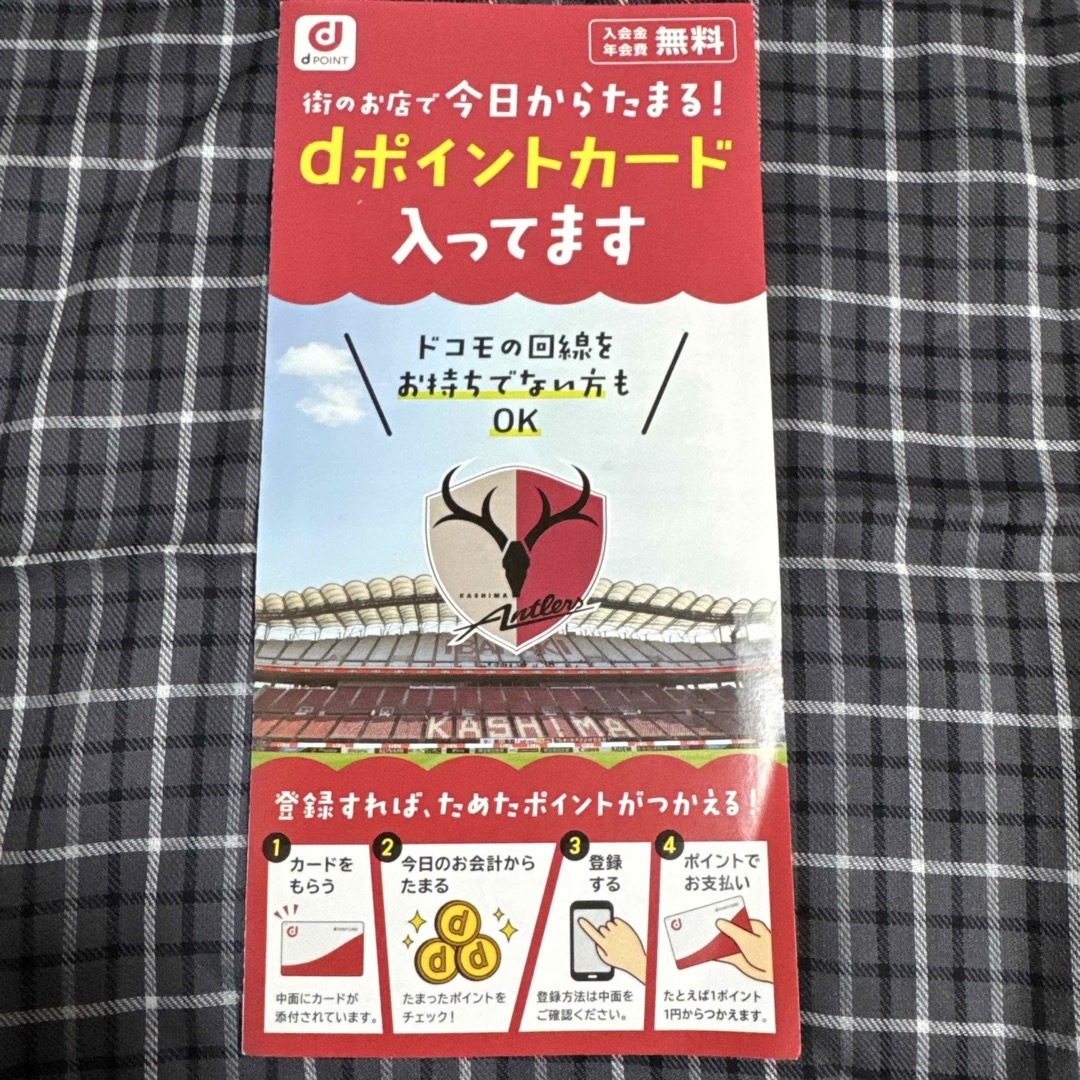 d POINT
入会金
年会費 無料
街のお店で今日からたまる!
dポイントカード
入ってます
ドコモの回線を
お持ちでない方も
OK
KASHIMA
Antlers
KASHIMA
登録すれば、ためたポイントがつかえる!
1 カードを
もらう
中面にカードが
添付されています。
2 今日のお会計から
たまる
たまったポイントを
チェック!
3 登録
する
登録方法は中面を
ご確認ください。
4 ポイントで
お支払い
たとえば1ポイント
1円からつかえます。